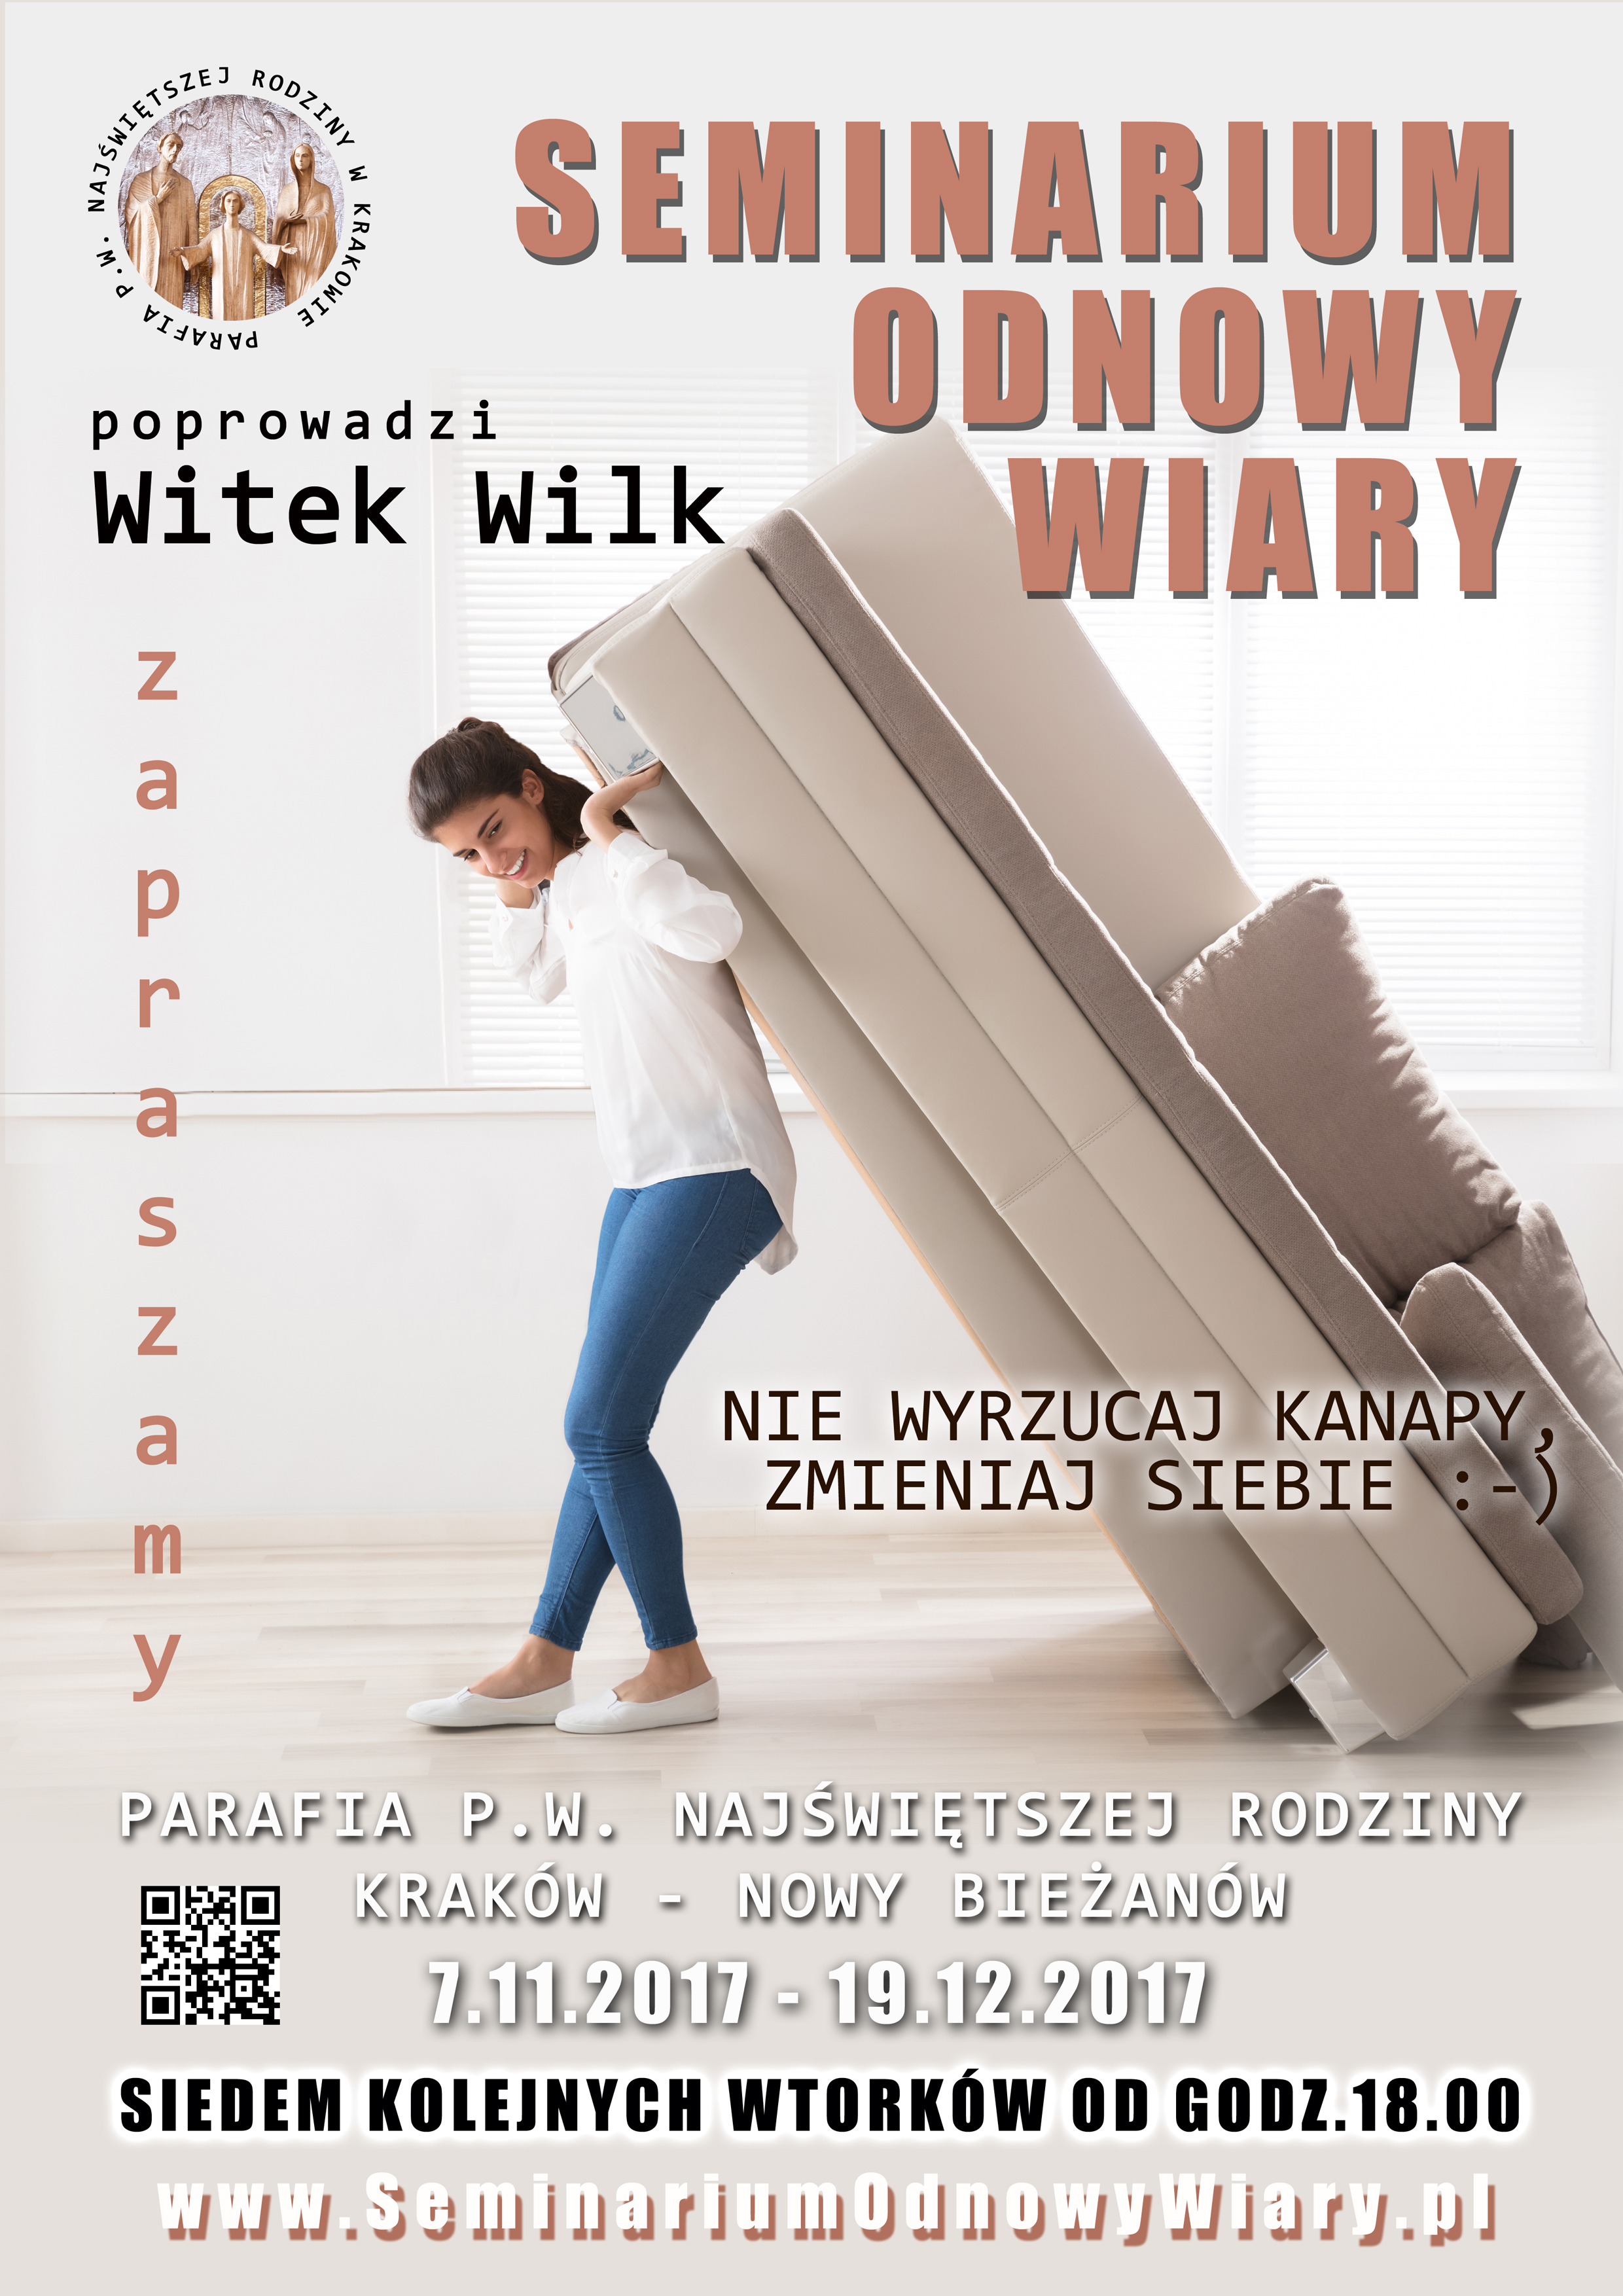 PARAFIA P.W. NAJŚWIĘTSZEJ RODZINY W KRAKOWIE
SEMINARIUM
ODNOWY
WIARY
poprowadzi
Witek Wilk
zapraszamy
NIE WYRZUCAJ KANAPY,
ZMIENIAJ SIEBIE :-)
PARAFIA P.W. NAJŚWIĘTSZEJ RODZINY
KRAKÓW - NOWY BIEŻANÓW
7.11.2017 - 19.12.2017
SIEDEM KOLEJNYCH WTORKÓW OD GODZ.18.00
www.SeminariumOdnowyWiary.pl